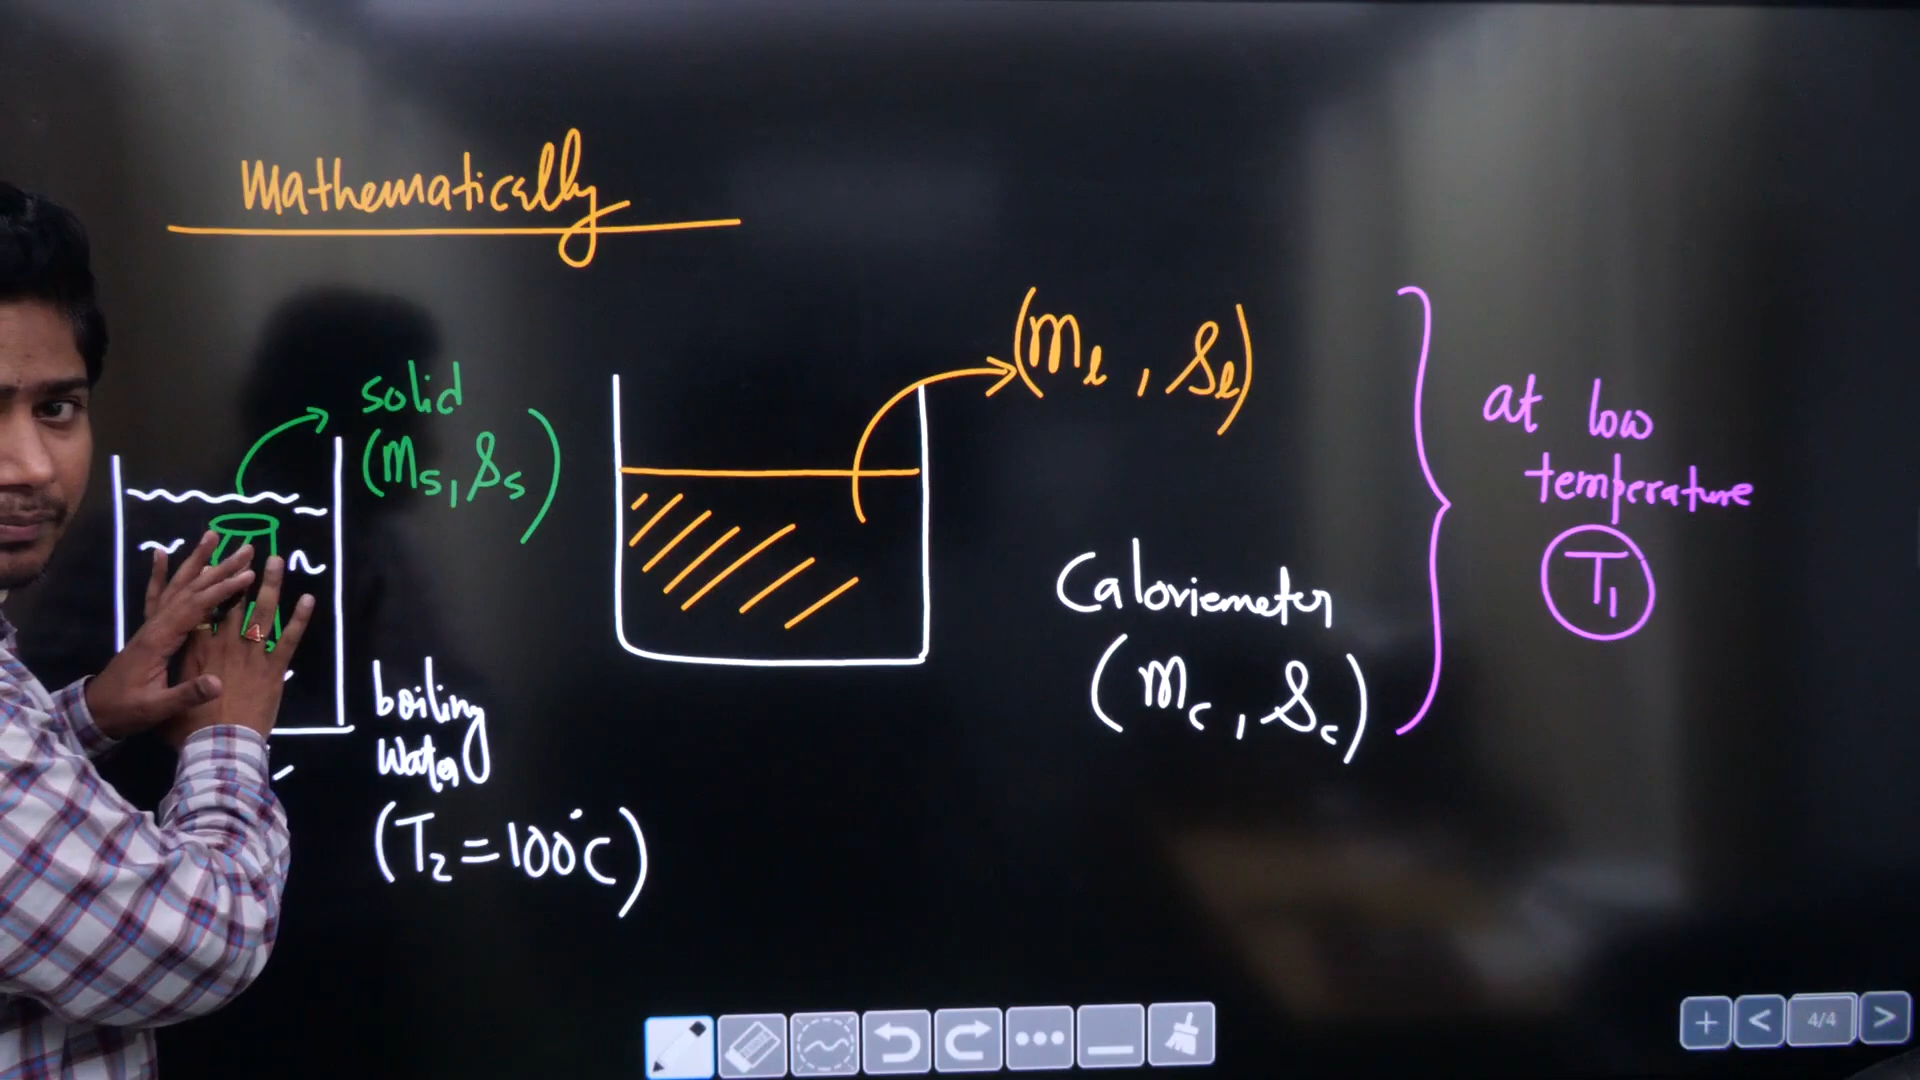 Mathematically
solid
(ms, Ss)
boiling
water
(T2 = 100°C)
(ml, Sl)
Caloriemeter
(mc, Sc)
at low
temperature
T1
4/4